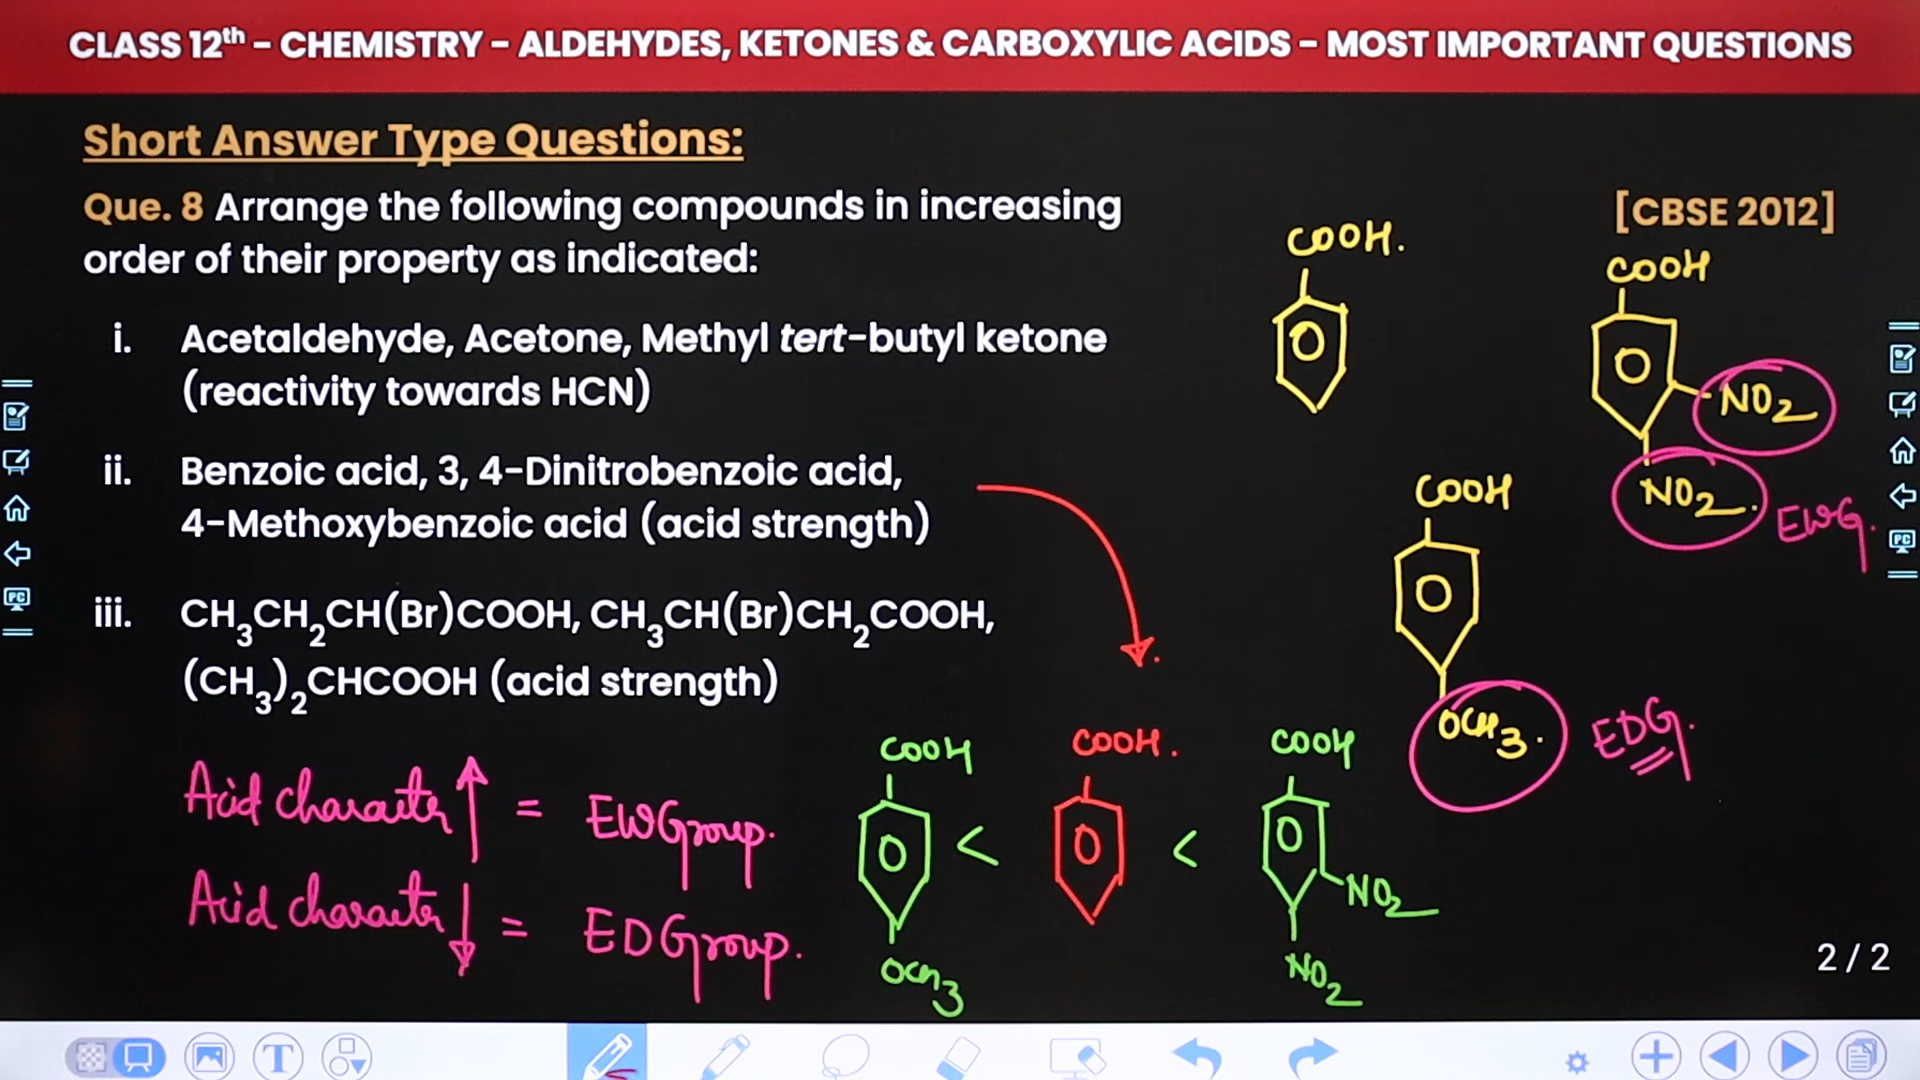 CLASS 12th - CHEMISTRY - ALDEHYDES, KETONES & CARBOXYLIC ACIDS - MOST IMPORTANT QUESTIONS
Short Answer Type Questions:
Que. 8 Arrange the following compounds in increasing
order of their property as indicated:
[CBSE 2012]
i. Acetaldehyde, Acetone, Methyl tert-butyl ketone
(reactivity towards HCN)
ii. Benzoic acid, 3, 4-Dinitrobenzoic acid,
4-Methoxybenzoic acid (acid strength)
iii. CH3CH2CH(Br)COOH, CH3CH(Br)CH2COOH,
(CH3)2CHCOOH (acid strength)
COOH.
COOH
NO2
NO2.
EWG.
COOH
OCH3.
EDG.
Acid character ↑ = EWGroup.
Acid character ↓ = EDGroup.
COOH
OCH3
<
COOH.
<
COOH
NO2
NO2
2 / 2
PC
PC
T